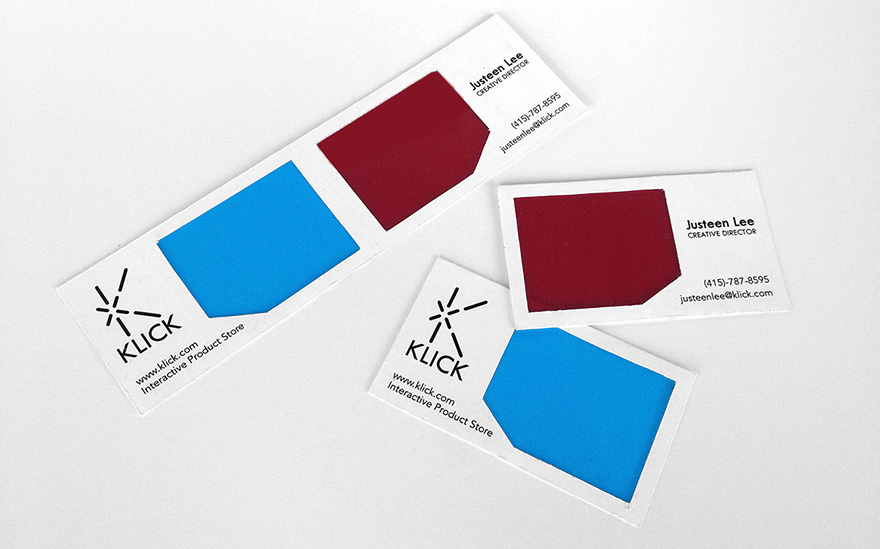 Justeen Lee
CREATIVE DIRECTOR
(415)-787-8595
justeenlee@klick.com
KLICK
www.klick.com
Interactive Product Store
Justeen Lee
CREATIVE DIRECTOR
(415)-787-8595
justeenlee@klick.com
KLICK
www.klick.com
Interactive Product Store